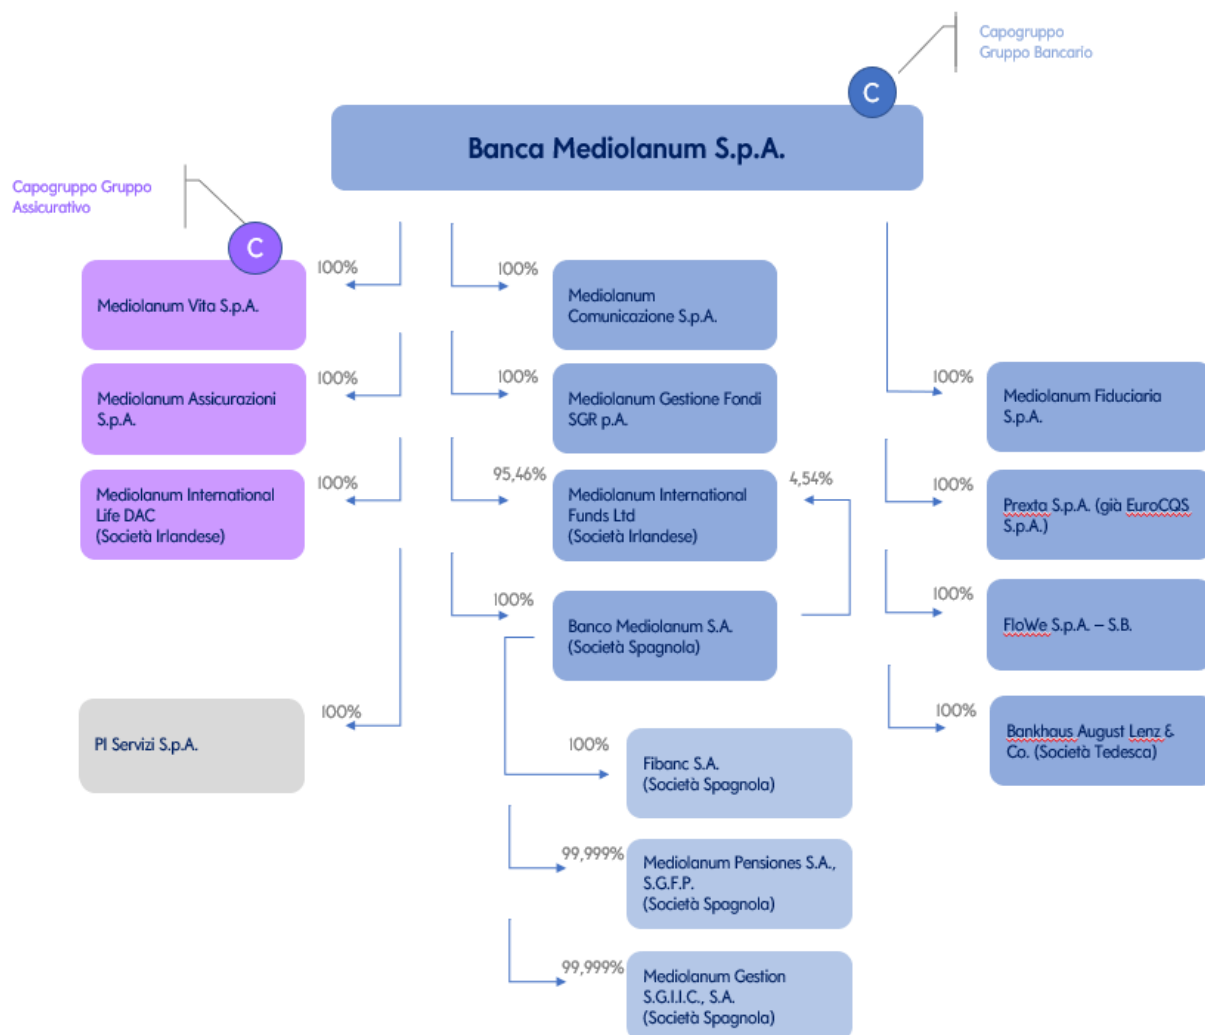 Capogruppo
Gruppo Bancario
C
Banca Mediolanum S.p.A.
Capogruppo Gruppo
Assicurativo
C
100%
Mediolanum Vita S.p.A.
100%
Mediolanum Assicurazioni
S.p.A.
100%
Mediolanum International
Life DAC
(Società Irlandese)
100%
PI Servizi S.p.A.
100%
Mediolanum
Comunicazione S.p.A.
100%
Mediolanum Gestione Fondi
SGR p.A.
95,46%
Mediolanum International
Funds Ltd
(Società Irlandese)
4,54%
100%
Banco Mediolanum S.A.
(Società Spagnola)
100%
Fibanc S.A.
(Società Spagnola)
99,999%
Mediolanum Pensiones S.A.,
S.G.F.P.
(Società Spagnola)
99,999%
Mediolanum Gestion
S.G.I.I.C., S.A.
(Società Spagnola)
100%
Mediolanum Fiduciaria
S.p.A.
100%
Prexta S.p.A. (già EuroCQS
S.p.A.)
100%
FloWe S.p.A. – S.B.
100%
Bankhaus August Lenz &
Co. (Società Tedesca)